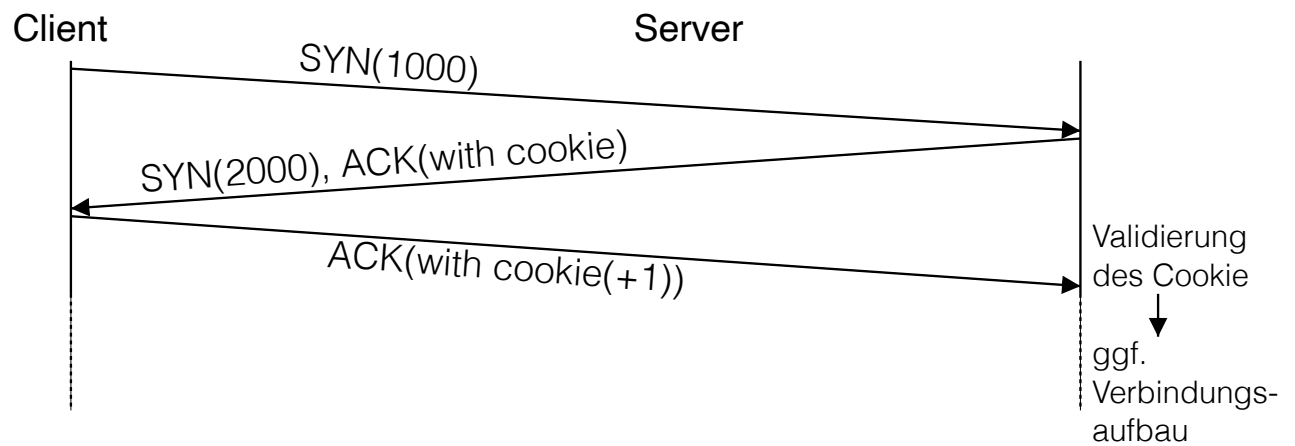 Client
Server
SYN(1000)
SYN(2000), ACK(with cookie)
ACK(with cookie(+1))
Validierung
des Cookie
ggf.
Verbindungs-
aufbau